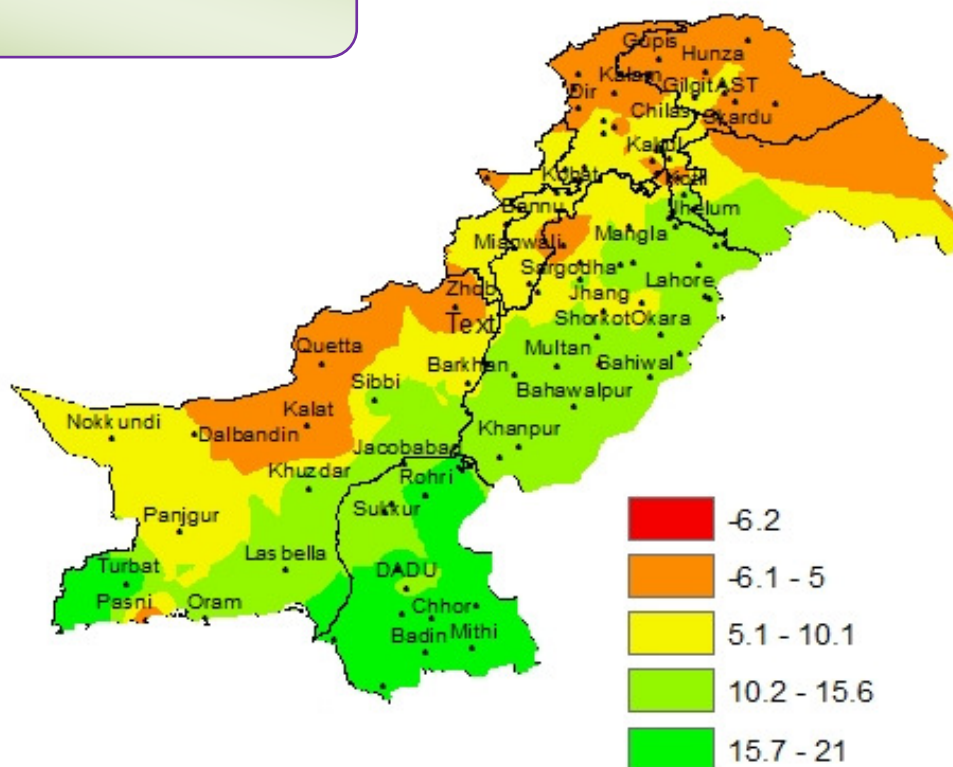 Gupis
Hunza
Kalam
Dir
Gilgit AST
Chilas
Skardu
Kakul
Kohat
Kotli
Bannu
Jhelum
Mianwali
Mangla
Sargodha
Lahore
Zhob
Jhang
Text
Shorkot Okara
Quetta
Multan
Barkhan
Bahiwal
Sibbi
Bahawalpur
Nokkundi
Kalat
Dalbandin
Khanpur
Jacobabad
Khuzdar
Rohri
Sukkur
Panjgur
Lasbella
Turbat
DADU
Pasni
Oram
Chhor
Badin
Mithi
-6.2
-6.1 - 5
5.1 - 10.1
10.2 - 15.6
15.7 - 21